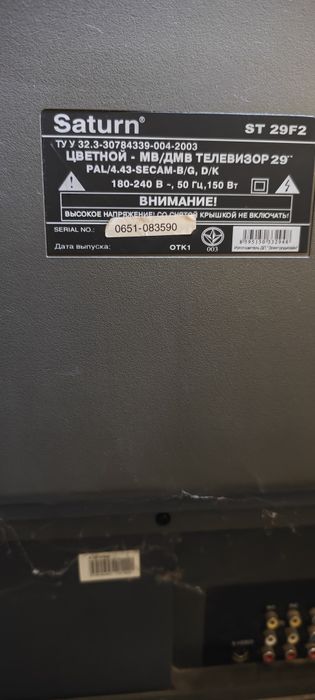 Saturn® ST 29F2
ТУ У 32.3-30784339-004-2003
ЦВЕТНОЙ - МВ/ДМВ ТЕЛЕВИЗОР 29"
PAL/4.43-SECAM-B/G, D/K
180-240 В ~, 50 Гц, 150 Вт
ВНИМАНИЕ!
ВЫСОКОЕ НАПРЯЖЕНИЕ! СО СНЯТОЙ КРЫШКОЙ НЕ ВКЛЮЧАТЬ!
SERIAL NO.: 0651-083590
Дата выпуска: ОТК1 003